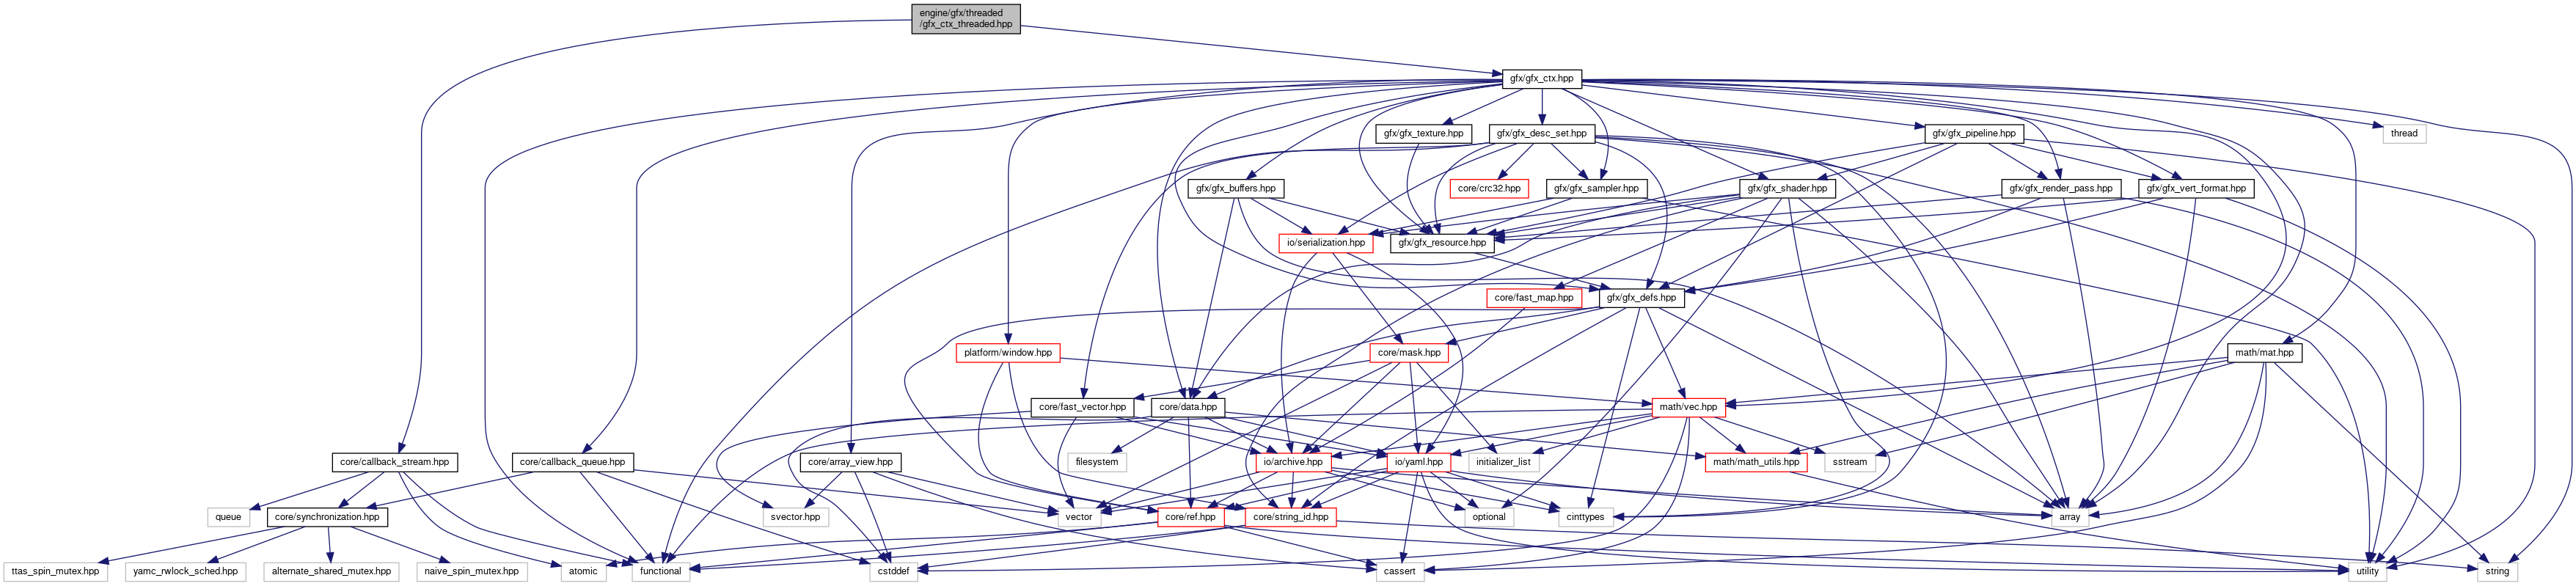 engine/gfx/threaded
/gfx_ctx_threaded.hpp
gfx/gfx_ctx.hpp
gfx/gfx_texture.hpp
gfx/gfx_desc_set.hpp
gfx/gfx_pipeline.hpp
thread
gfx/gfx_buffers.hpp
core/crc32.hpp
gfx/gfx_sampler.hpp
gfx/gfx_shader.hpp
gfx/gfx_render_pass.hpp
gfx/gfx_vert_format.hpp
io/serialization.hpp
gfx/gfx_resource.hpp
core/fast_map.hpp
gfx/gfx_defs.hpp
platform/window.hpp
core/mask.hpp
math/mat.hpp
core/fast_vector.hpp
core/data.hpp
math/vec.hpp
core/callback_stream.hpp
core/callback_queue.hpp
core/array_view.hpp
filesystem
io/archive.hpp
io/yaml.hpp
initializer_list
math/math_utils.hpp
sstream
queue
core/synchronization.hpp
svector.hpp
vector
core/ref.hpp
core/string_id.hpp
optional
cinttypes
array
ttas_spin_mutex.hpp
yamc_rwlock_sched.hpp
alternate_shared_mutex.hpp
naive_spin_mutex.hpp
atomic
functional
cstddef
cassert
utility
string